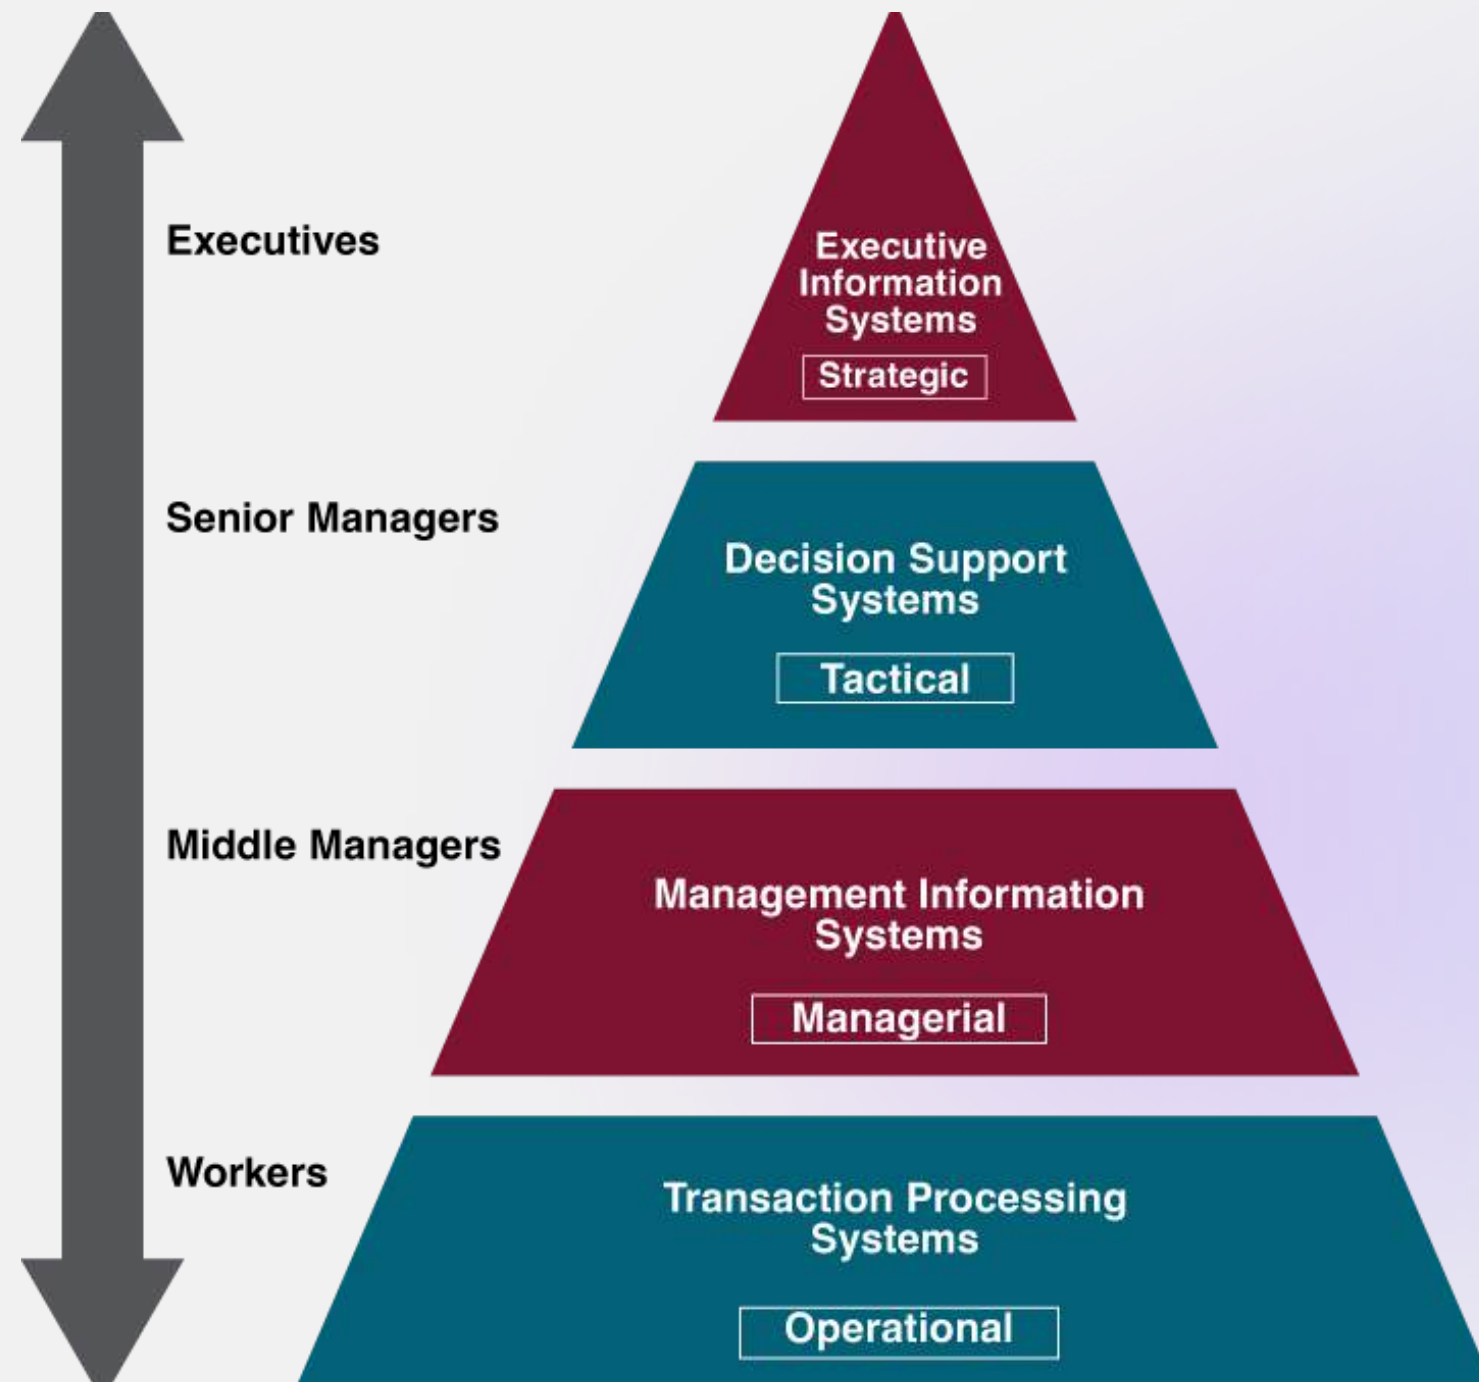 Executives
Executive
Information
Systems
Strategic
Senior Managers
Decision Support
Systems
Tactical
Middle Managers
Management Information
Systems
Managerial
Workers
Transaction Processing
Systems
Operational